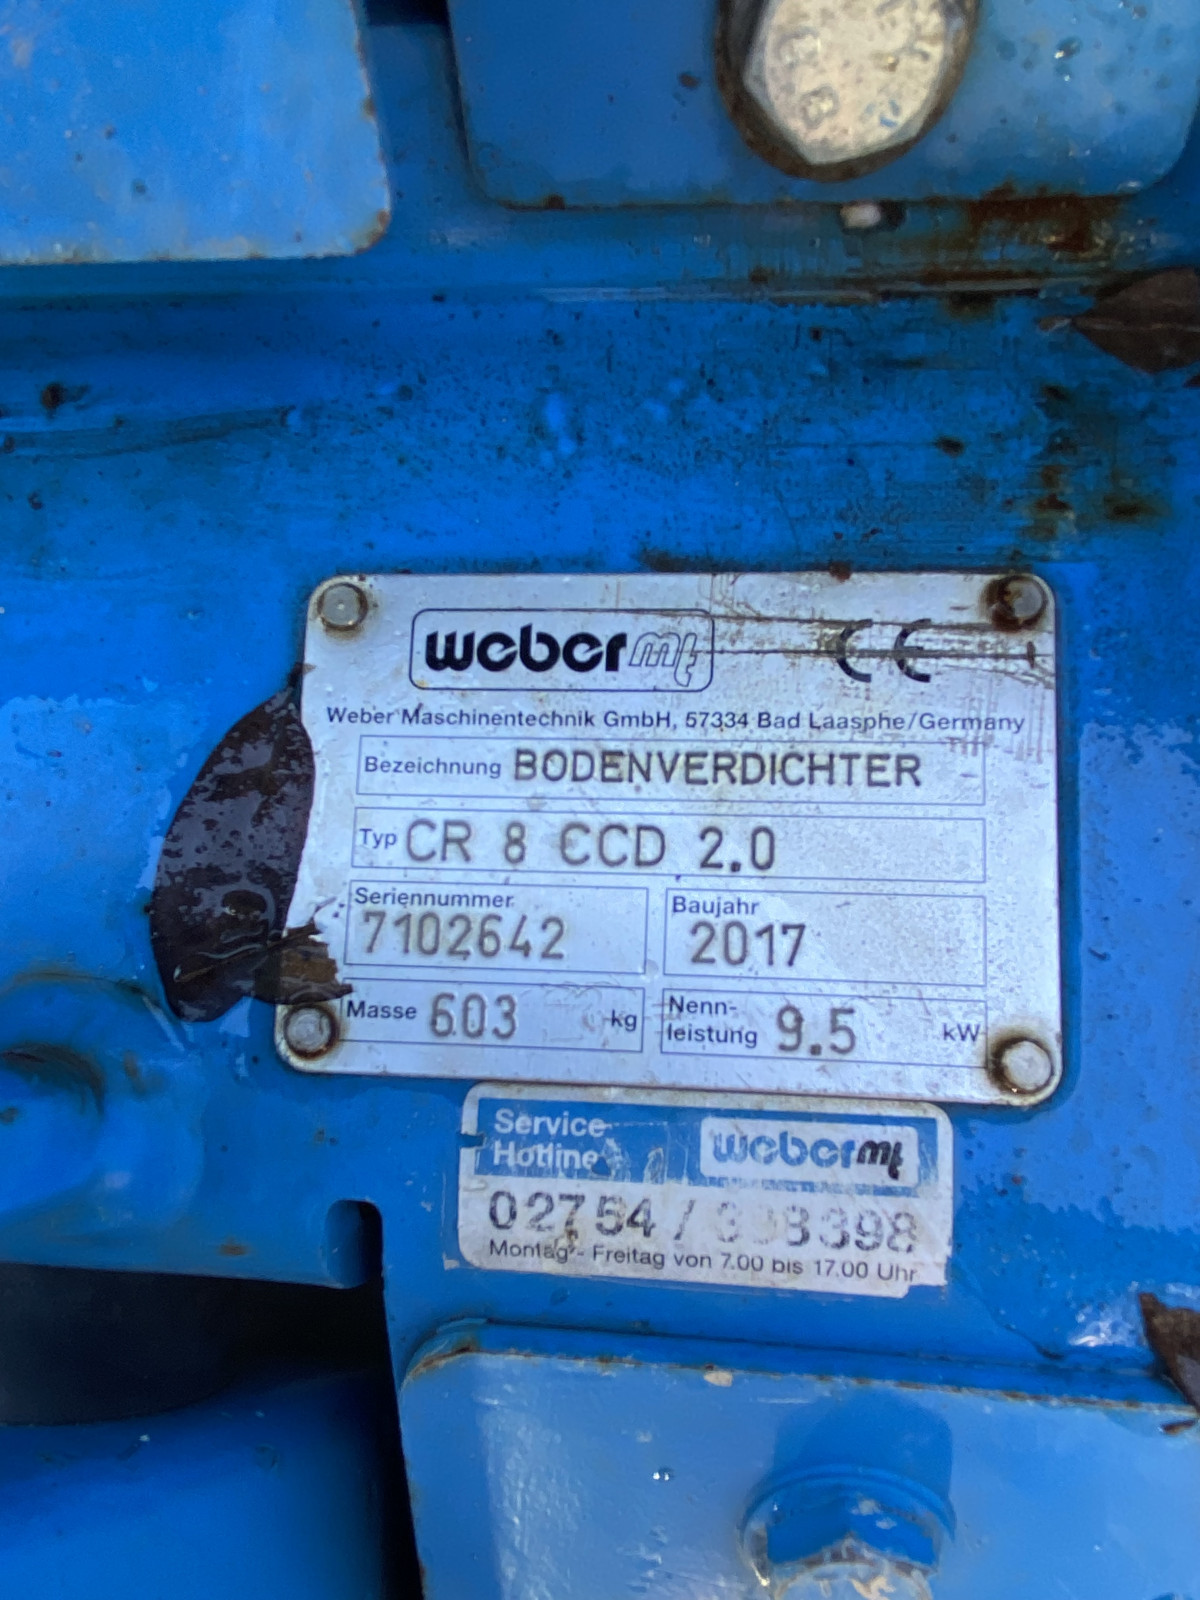 weber mt
CE
Weber Maschinentechnik GmbH, 57334 Bad Laasphe/Germany
Bezeichnung BODENVERDICHTER
Typ CR 8 CCD 2.0
Seriennummer 7102642
Baujahr 2017
Masse 603 kg
Nenn-
leistung 9.5 kW
Service
Hotline
weber mt
02754 /
Montag - Freitag von 7.00 bis 17.00 Uhr